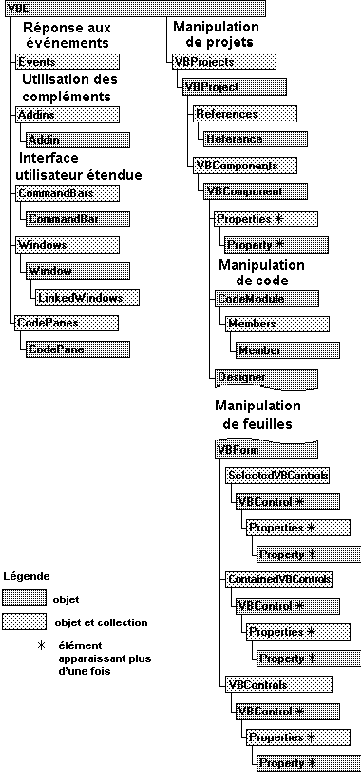 VBE
Réponse aux
événements
Events
Utilisation des
compléments
Addins
Addin
Interface
utilisateur étendue
CommandBars
CommandBar
Windows
Window
LinkedWindows
CodePanes
CodePane
Manipulation
de projets
VBProjects
VBProject
References
Reference
VBComponents
VBComponent
Properties *
Property *
Manipulation
de code
CodeModule
Members
Member
Designer
Manipulation
de feuilles
VBForm
SelectedVBControls
VBControl *
Properties *
Property *
ContainedVBControls
VBControl *
Properties *
Property *
VBControls
VBControl *
Properties *
Property *
Légende
objet
objet et collection
* élément
apparaissant plus
d'une fois